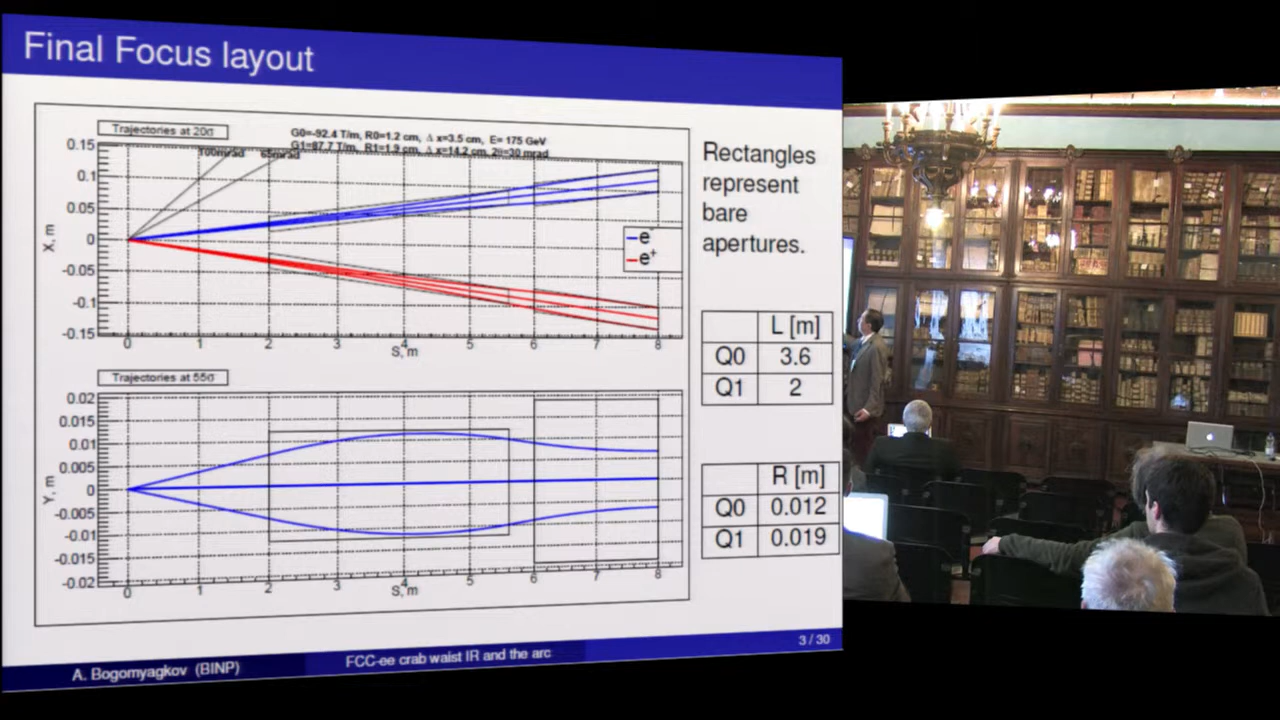 Final Focus layout
Trajectories at 20σ
G0=-92.4 T/m, R0=1.2 cm, Δ x=3.5 cm, E= 175 GeV
G1=87.7 T/m, R1=1.9 cm, Δ x=14.2 cm, 2θ=30 mrad
100mrad 65mrad
0.15
0.1
0.05
0
-0.05
-0.1
-0.15
X, m
e-
e+
0 1 2 3 4 5 6 7 8
S, m
Trajectories at 55σ
0.02
0.015
0.01
0.005
0
-0.005
-0.01
-0.015
-0.02
Y, m
0 1 2 3 4 5 6 7 8
S, m
Rectangles
represent
bare
apertures.
L [m]
Q0 3.6
Q1 2
R [m]
Q0 0.012
Q1 0.019
3 / 30
A. Bogomyagkov (BINP) FCC-ee crab waist IR and the arc